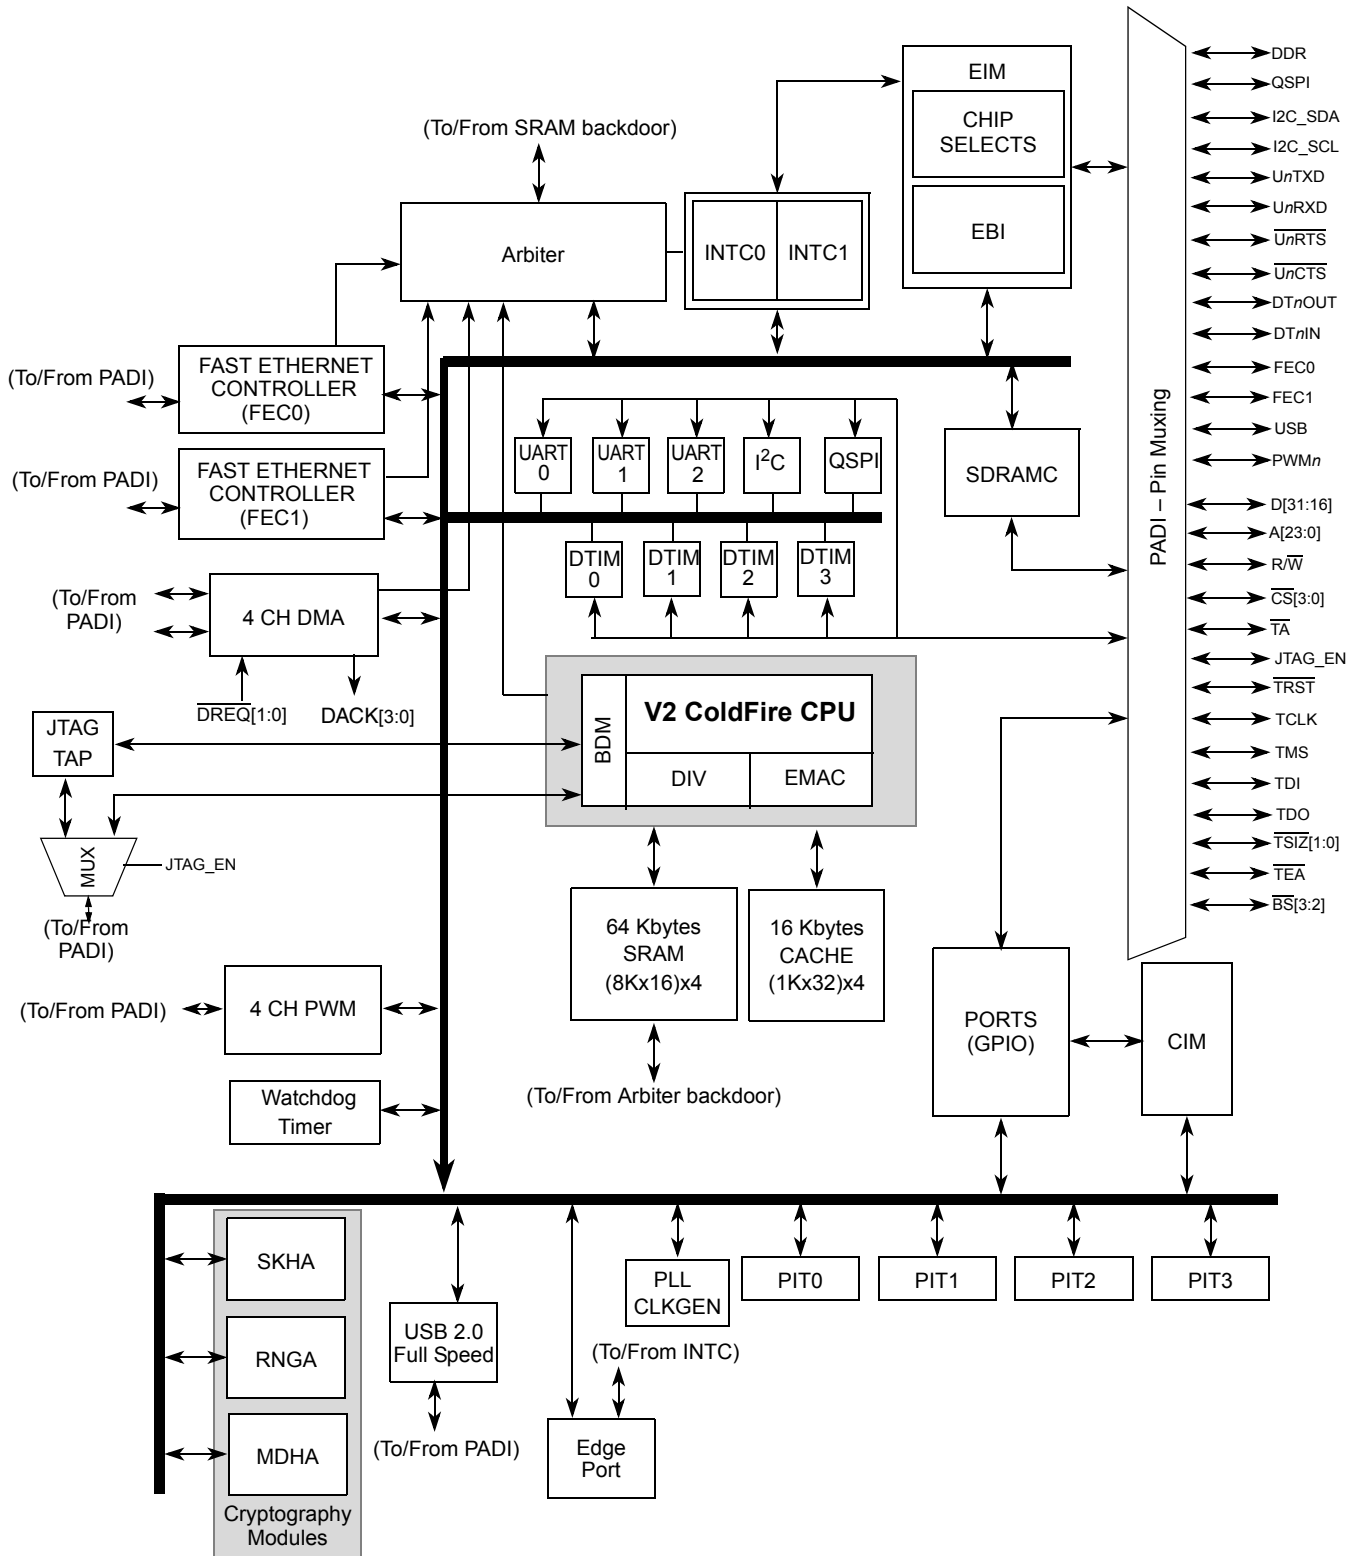 EIM
CHIP
SELECTS
EBI
(To/From SRAM backdoor)
Arbiter
INTC0
INTC1
FAST ETHERNET
CONTROLLER
(FEC0)
(To/From PADI)
FAST ETHERNET
CONTROLLER
(FEC1)
(To/From PADI)
UART
0
UART
1
UART
2
I²C
QSPI
SDRAMC
DTIM
0
DTIM
1
DTIM
2
DTIM
3
4 CH DMA
(To/From
PADI)
DREQ[1:0]
DACK[3:0]
JTAG
TAP
BDM
V2 ColdFire CPU
DIV
EMAC
MUX
JTAG_EN
(To/From
PADI)
64 Kbytes
SRAM
(8Kx16)x4
16 Kbytes
CACHE
(1Kx32)x4
(To/From Arbiter backdoor)
(To/From PADI)
4 CH PWM
Watchdog
Timer
PORTS
(GPIO)
CIM
PADI – Pin Muxing
DDR
QSPI
I2C_SDA
I2C_SCL
UnTXD
UnRXD
UnRTS
UnCTS
DTnOUT
DTnIN
FEC0
FEC1
USB
PWMn
D[31:16]
A[23:0]
R/W
CS[3:0]
TA
JTAG_EN
TRST
TCLK
TMS
TDI
TDO
TSIZ[1:0]
TEA
BS[3:2]
SKHA
RNGA
MDHA
Cryptography
Modules
USB 2.0
Full Speed
(To/From PADI)
PLL
CLKGEN
(To/From INTC)
Edge
Port
PIT0
PIT1
PIT2
PIT3